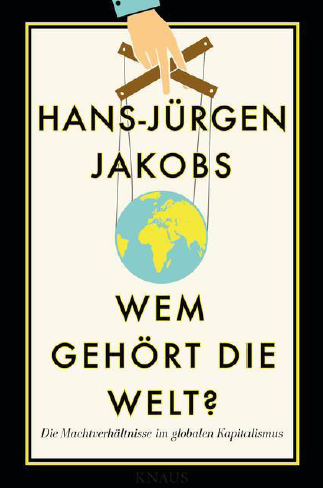 HANS-JÜRGEN
JAKOBS
WEM
GEHÖRT DIE
WELT?
Die Machtverhältnisse im globalen Kapitalismus
KNAUS